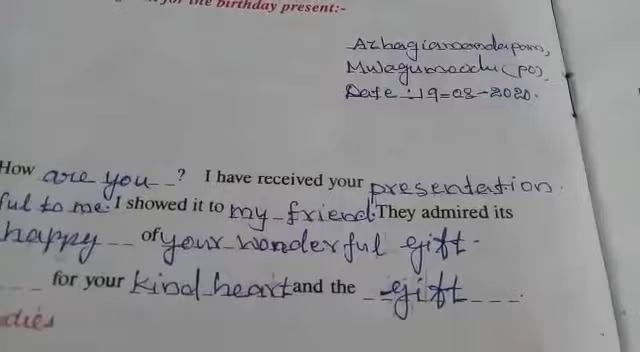 for the birthday present:-
Azhagiamandapam,
Mulagumoodu (PO).
Date :- 19-08-2020.
How are you ? I have received your presentation.
ful to me. I showed it to my friend. They admired its
happy of your wonderful gift.
for your kind heart and the gift.